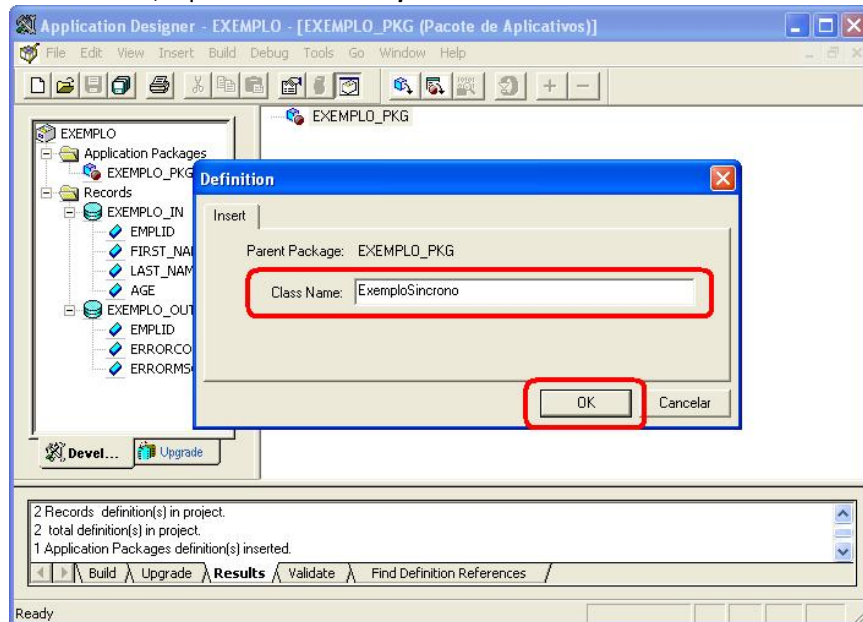 Application Designer - EXEMPLO - [EXEMPLO_PKG (Pacote de Aplicativos)]
File Edit View Insert Build Debug Tools Go Window Help
EXEMPLO
Application Packages
EXEMPLO_PKG
Records
EXEMPLO_IN
EMPLID
FIRST_NA
LAST_NAM
AGE
EXEMPLO_OUT
EMPLID
ERRORCO
ERRORMS
EXEMPLO_PKG
Definition
Insert
Parent Package: EXEMPLO_PKG
Class Name: ExemploSincrono
OK Cancelar
Devel... Upgrade
2 Records definition(s) in project.
2 total definition(s) in project.
1 Application Packages definition(s) inserted.
Build Upgrade Results Validate Find Definition References
Ready